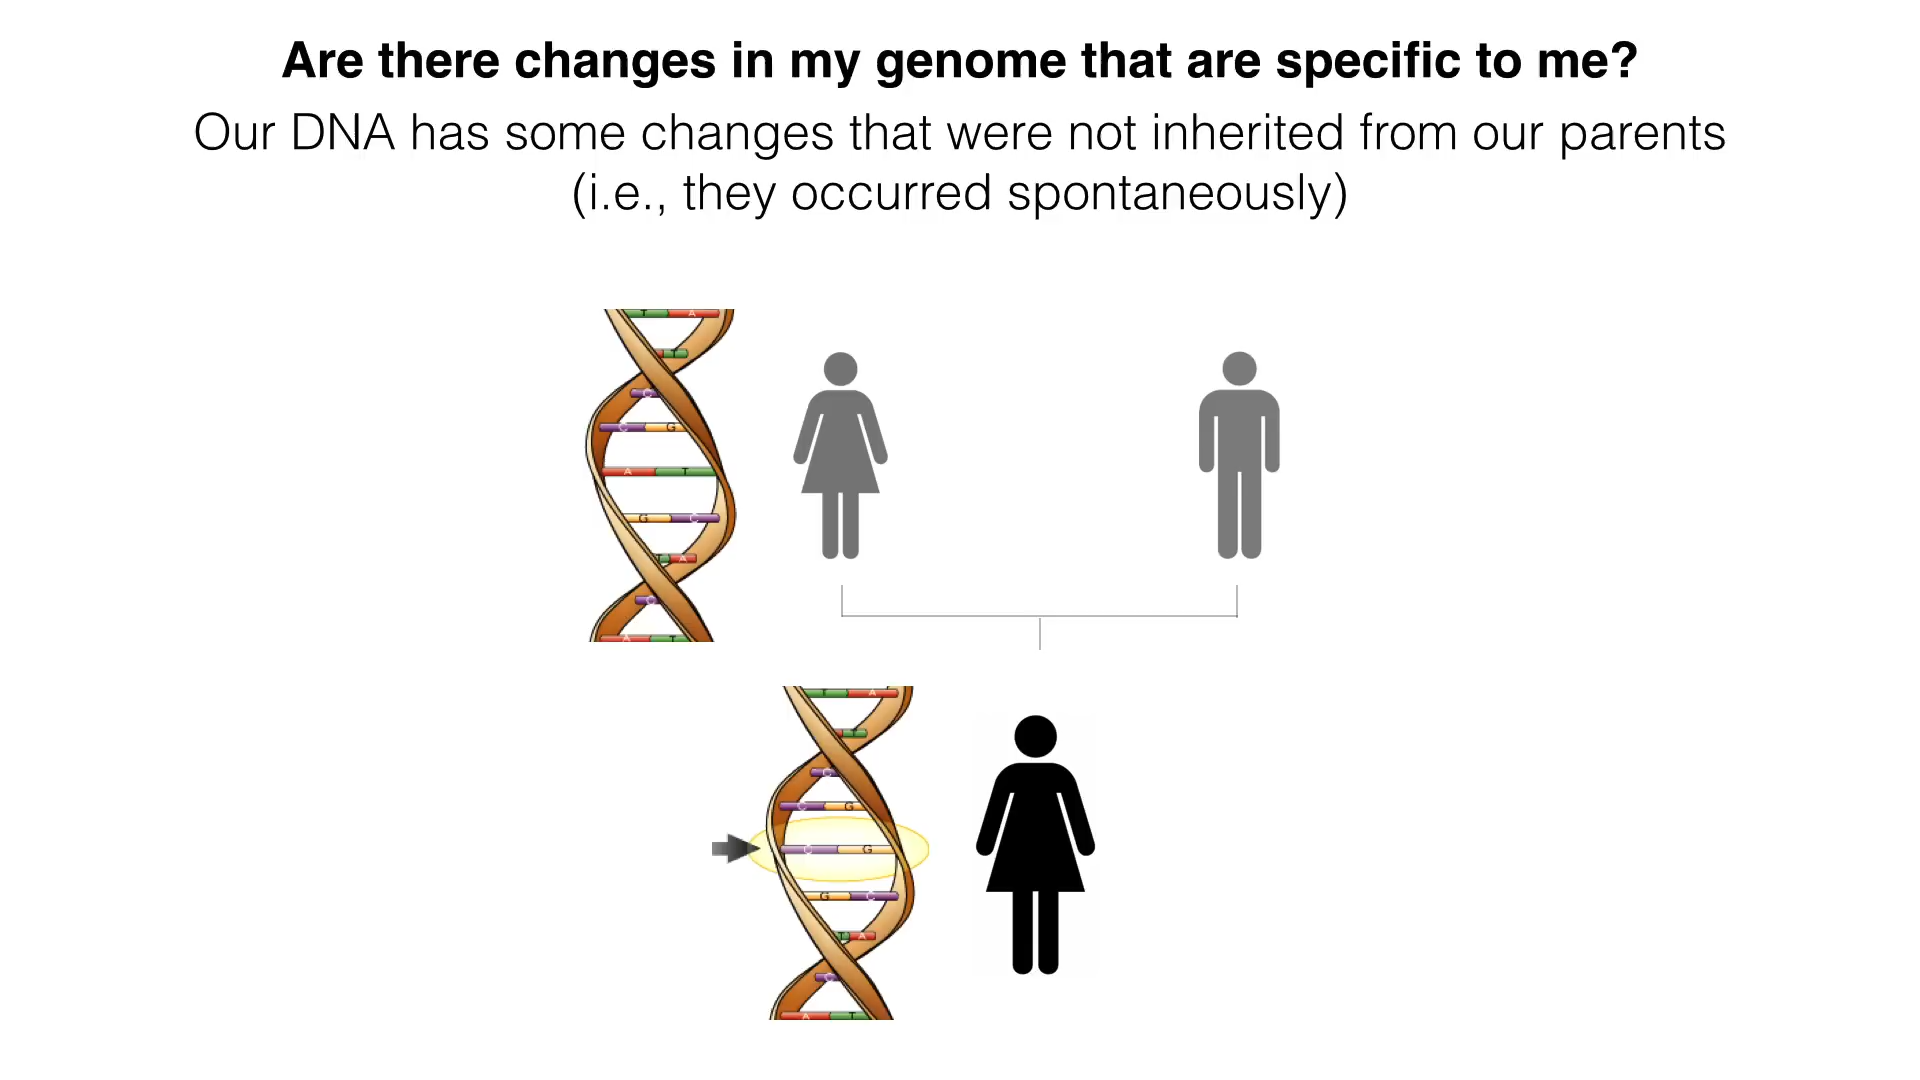 Are there changes in my genome that are specific to me?
Our DNA has some changes that were not inherited from our parents
(i.e., they occurred spontaneously)
T A
T
C
C G
A T
G C
T A
C
A T
T A
T
C
C G
C G
G C
T A
C
A T